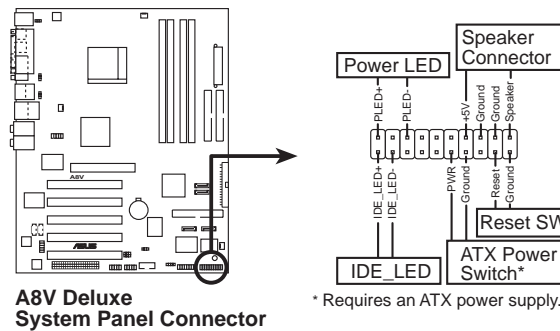 Speaker
Connector
Power LED
PLED+
PLED-
+5V
Ground
Ground
Speaker
A8V
IDE_LED+
IDE_LED-
PWR
Ground
Reset
Ground
Reset SW
ATX Power
Switch*
IDE_LED
ASUS
* Requires an ATX power supply.
A8V Deluxe
System Panel Connector